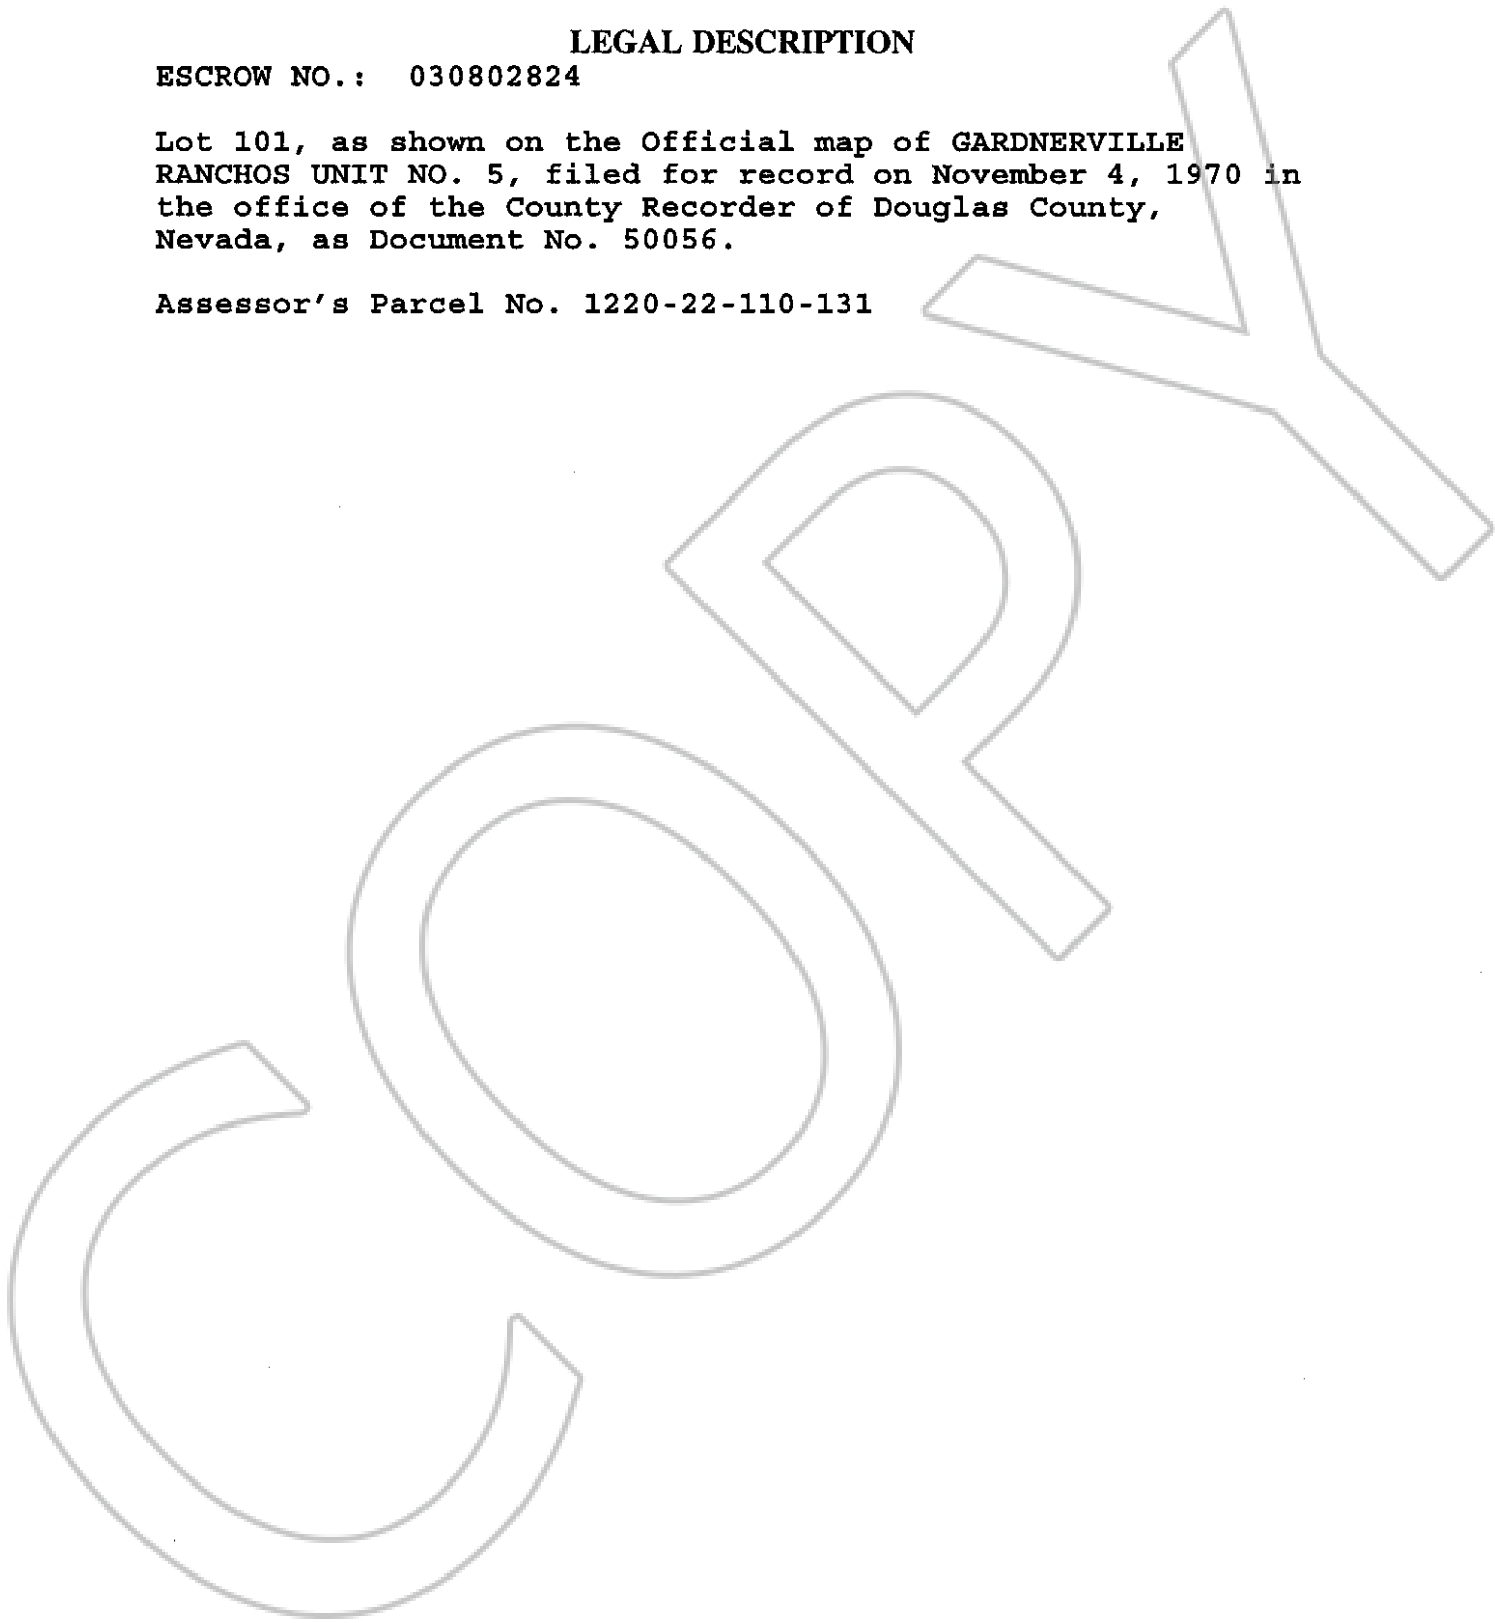 LEGAL DESCRIPTION
ESCROW NO.: 030802824
Lot 101, as shown on the Official map of GARDNERVILLE
RANCHOS UNIT NO. 5, filed for record on November 4, 1970 in
the office of the County Recorder of Douglas County,
Nevada, as Document No. 50056.
Assessor's Parcel No. 1220-22-110-131
COPY